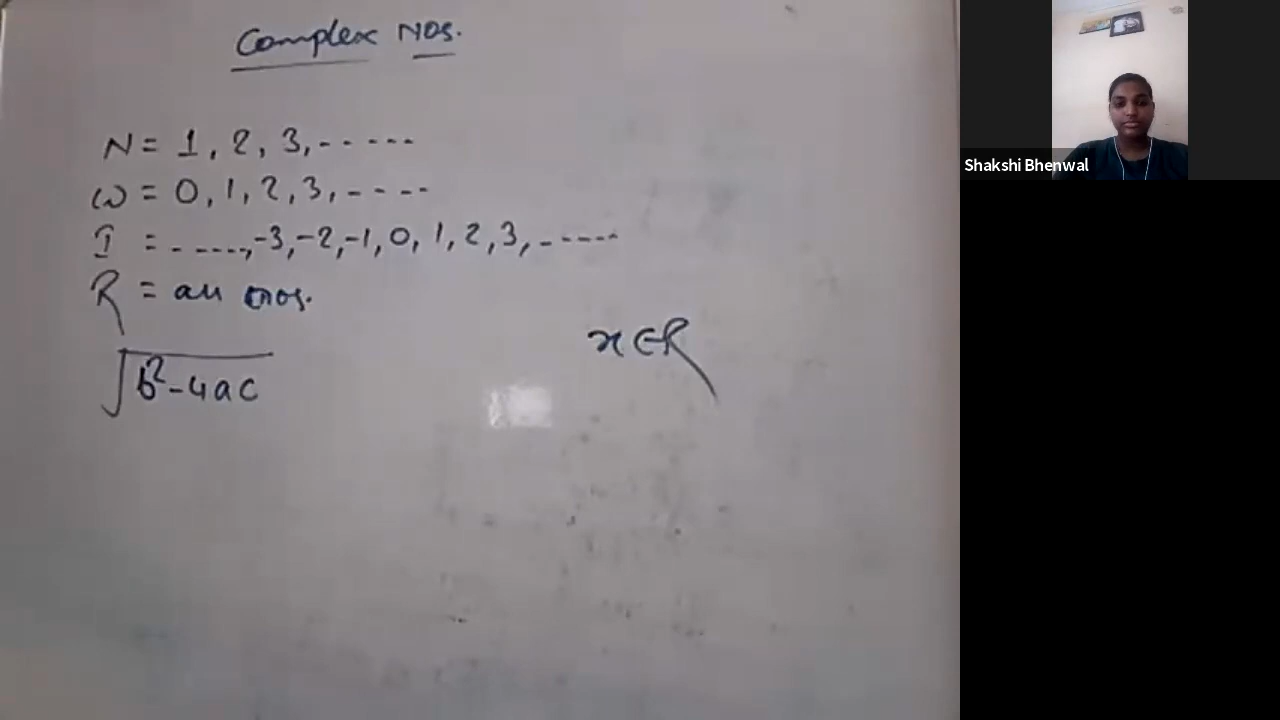 Complex Nos.
N = 1, 2, 3, - - - - -
W = 0, 1, 2, 3, - - - -
I = - - - - -, -3, -2, -1, 0, 1, 2, 3, - - - - -
R = all nos.
x ∈ R
√b²-4ac
Shakshi Bhenwal